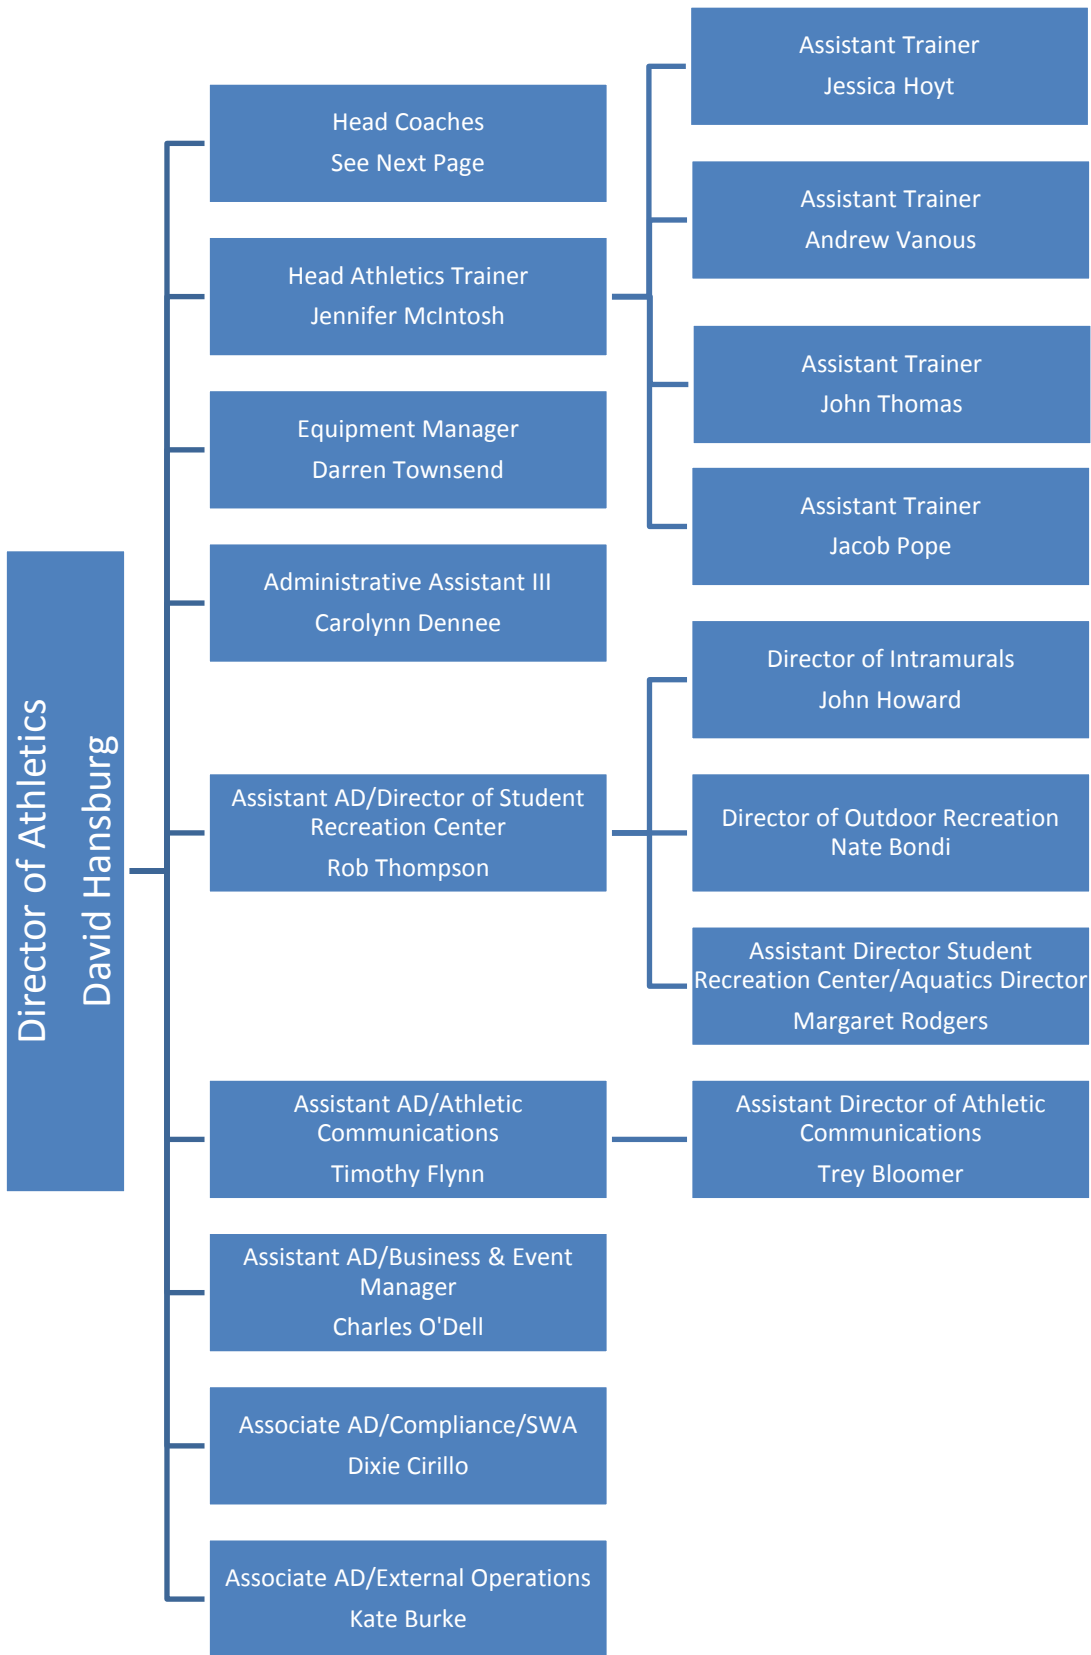 Director of Athletics
David Hansburg
Head Coaches
See Next Page
Head Athletics Trainer
Jennifer McIntosh
Assistant Trainer
Jessica Hoyt
Assistant Trainer
Andrew Vanous
Assistant Trainer
John Thomas
Assistant Trainer
Jacob Pope
Equipment Manager
Darren Townsend
Administrative Assistant III
Carolynn Dennee
Assistant AD/Director of Student
Recreation Center
Rob Thompson
Director of Intramurals
John Howard
Director of Outdoor Recreation
Nate Bondi
Assistant Director Student
Recreation Center/Aquatics Director
Margaret Rodgers
Assistant AD/Athletic
Communications
Timothy Flynn
Assistant Director of Athletic
Communications
Trey Bloomer
Assistant AD/Business & Event
Manager
Charles O'Dell
Associate AD/Compliance/SWA
Dixie Cirillo
Associate AD/External Operations
Kate Burke